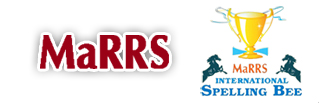 MaRRS
MaRRS
INTERNATIONAL
SPELLING BEE